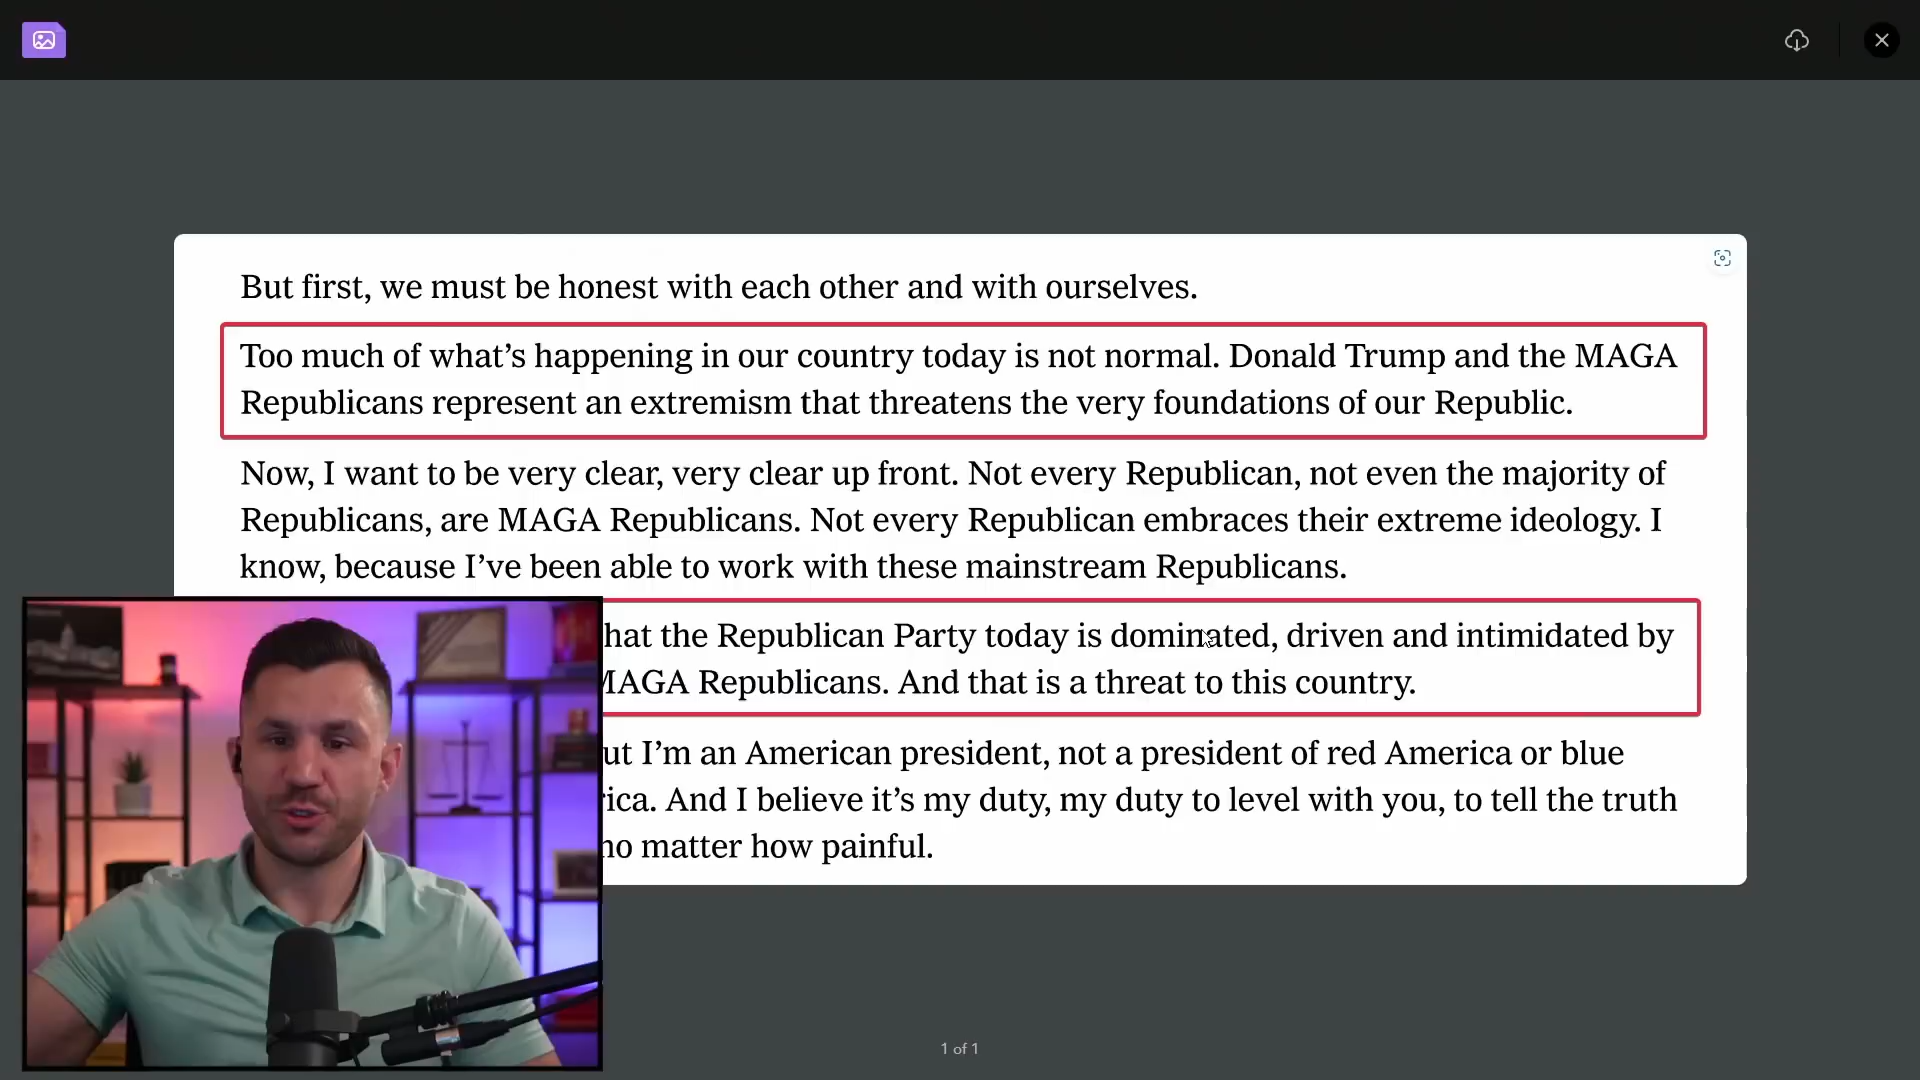 But first, we must be honest with each other and with ourselves.
Too much of what’s happening in our country today is not normal. Donald Trump and the MAGA
Republicans represent an extremism that threatens the very foundations of our Republic.
Now, I want to be very clear, very clear up front. Not every Republican, not even the majority of
Republicans, are MAGA Republicans. Not every Republican embraces their extreme ideology. I
know, because I’ve been able to work with these mainstream Republicans.
the Republican Party today is dominated, driven and intimidated by
MAGA Republicans. And that is a threat to this country.
I’m an American president, not a president of red America or blue
And I believe it’s my duty, my duty to level with you, to tell the truth
no matter how painful.
1 of 1